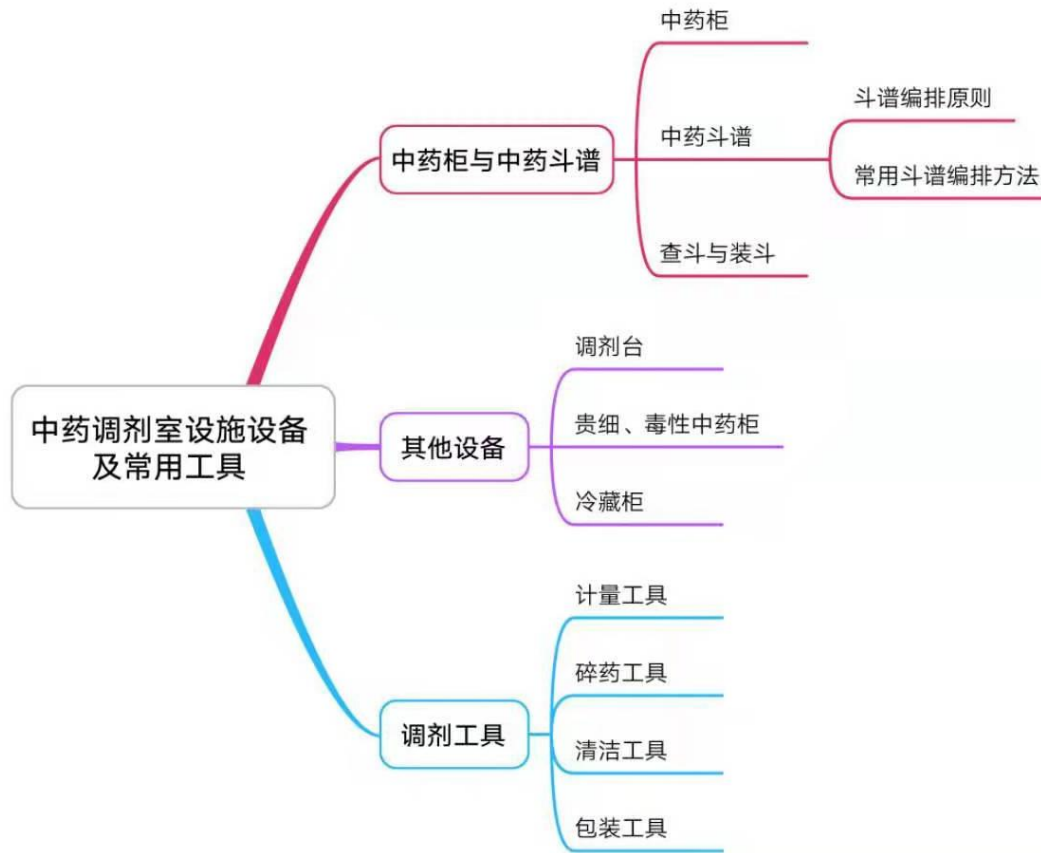 中药调剂室设施设备
及常用工具
中药柜与中药斗谱
中药柜
中药斗谱
斗谱编排原则
常用斗谱编排方法
查斗与装斗
其他设备
调剂台
贵细、毒性中药柜
冷藏柜
调剂工具
计量工具
碎药工具
清洁工具
包装工具